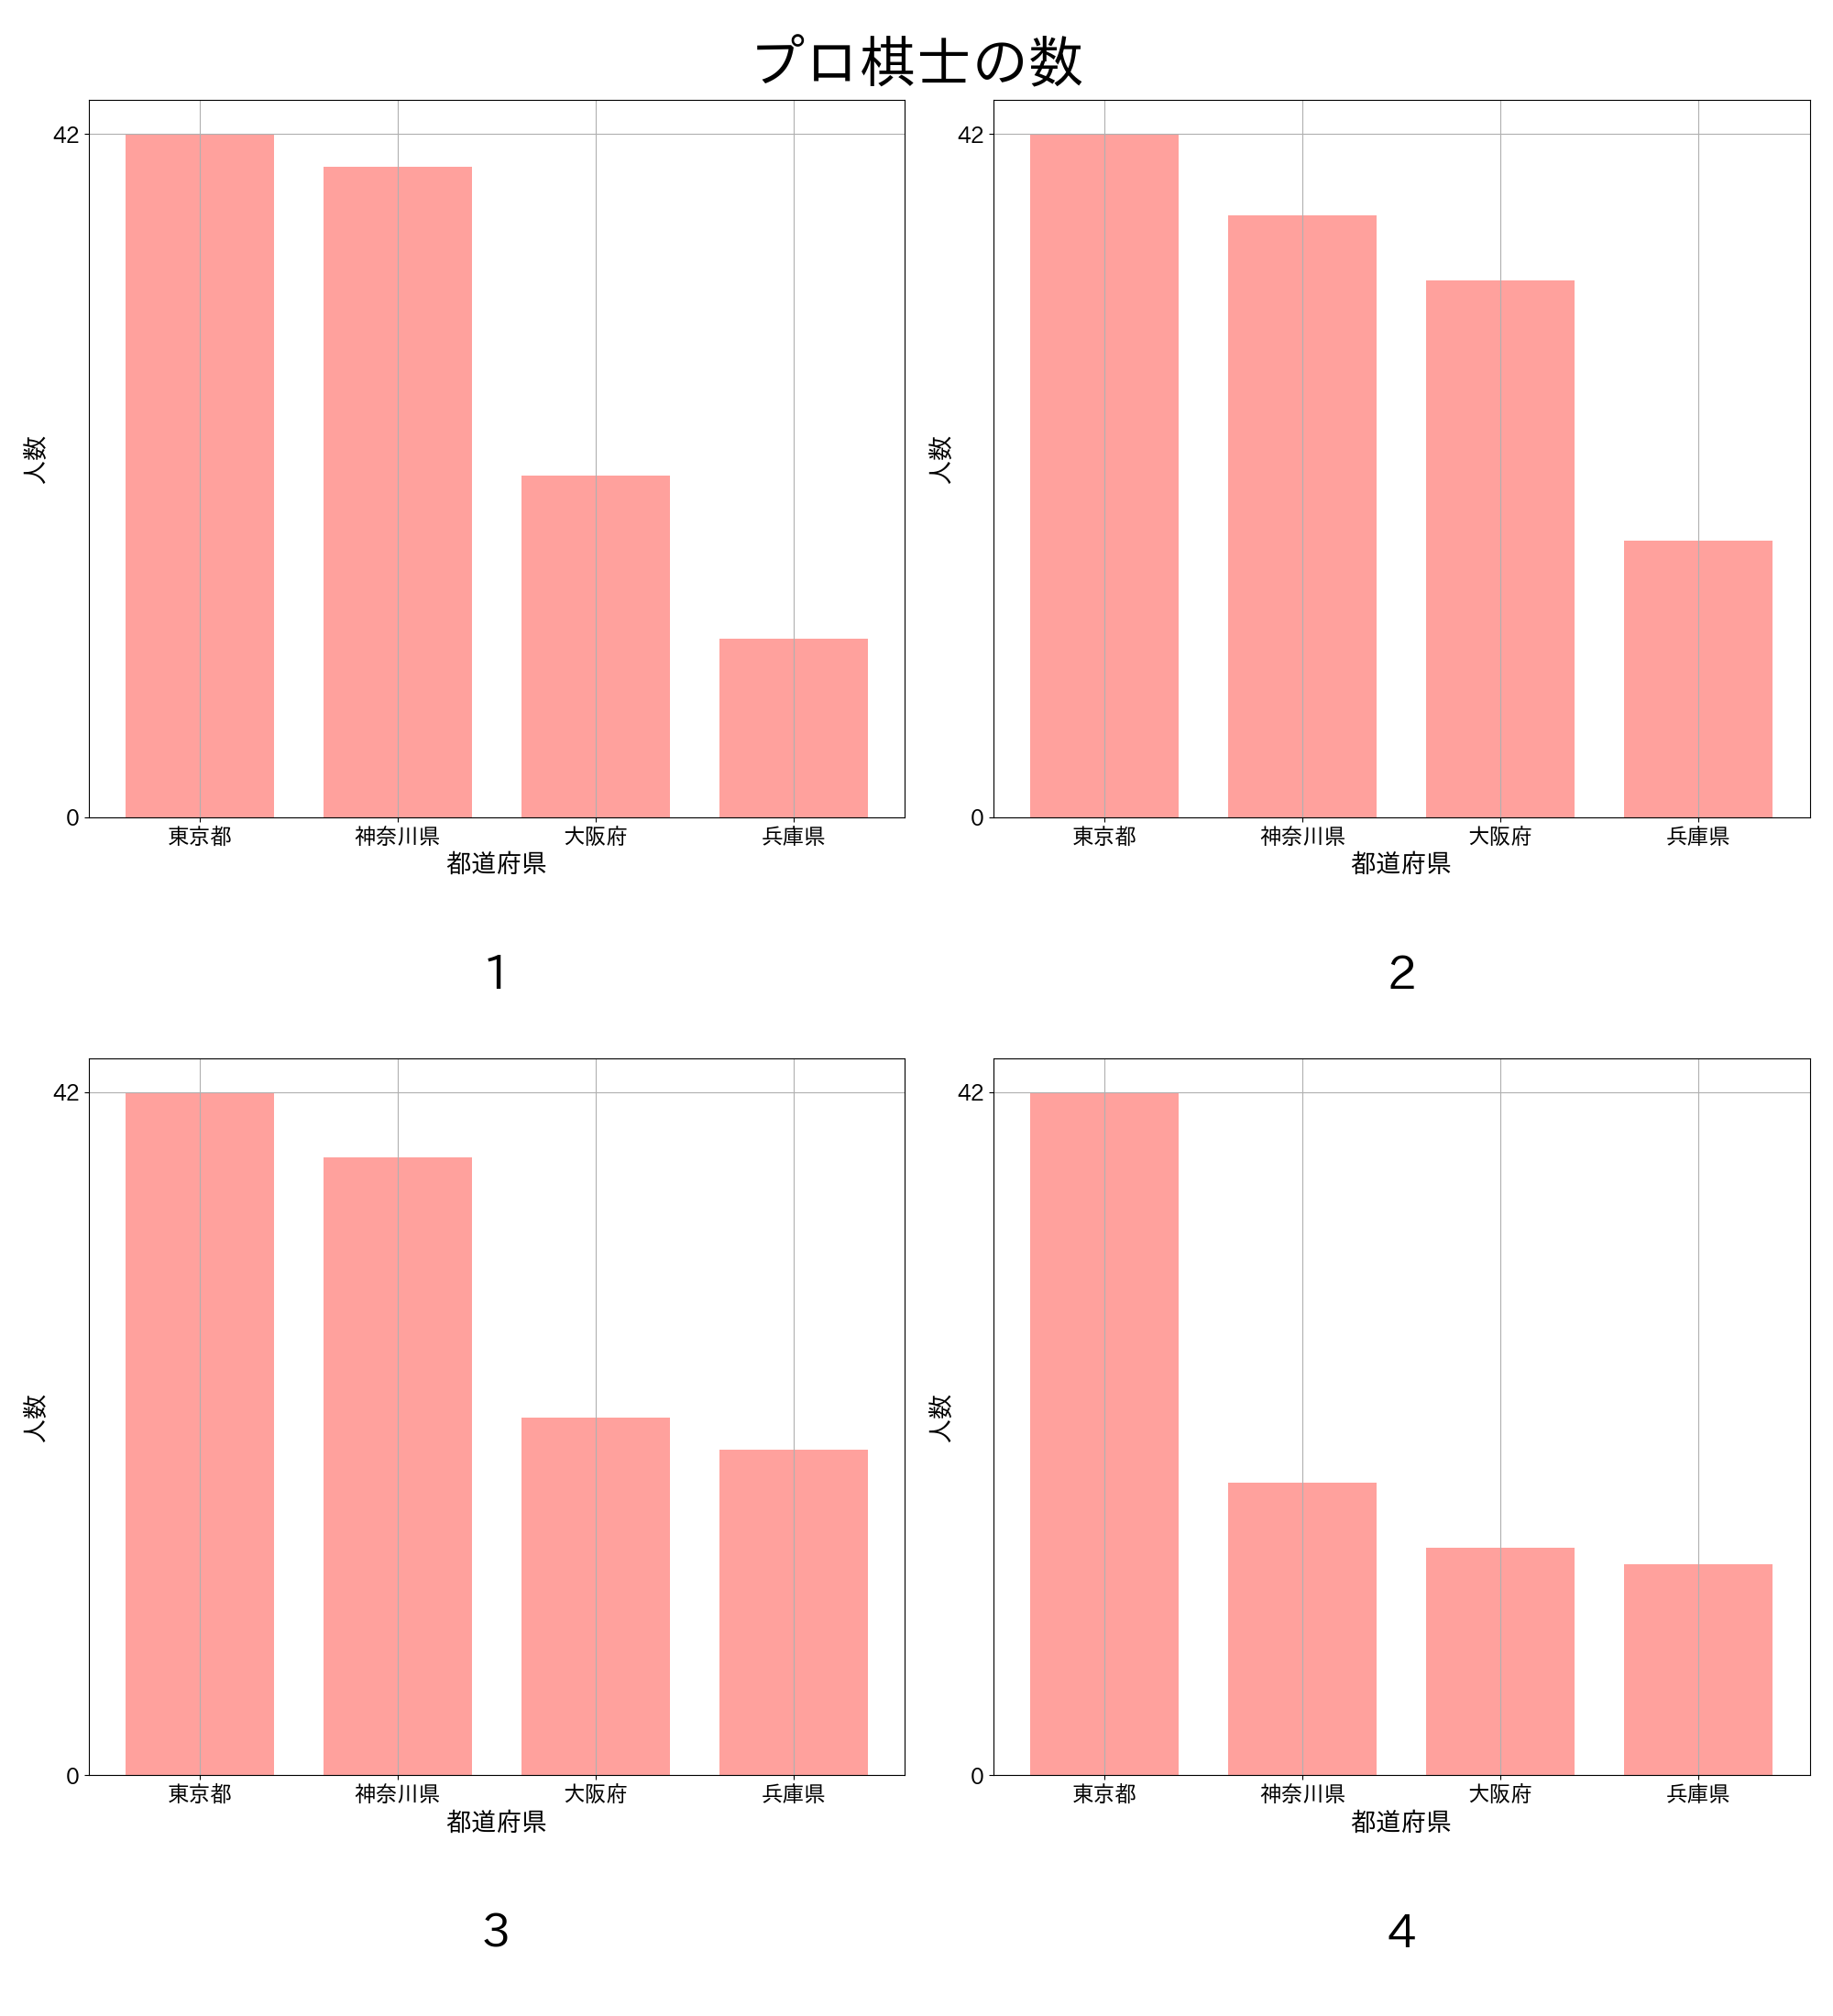 プロ棋士の数
42
人数
0
東京都 神奈川県 大阪府 兵庫県
都道府県
1
42
人数
0
東京都 神奈川県 大阪府 兵庫県
都道府県
2
42
人数
0
東京都 神奈川県 大阪府 兵庫県
都道府県
3
42
人数
0
東京都 神奈川県 大阪府 兵庫県
都道府県
4